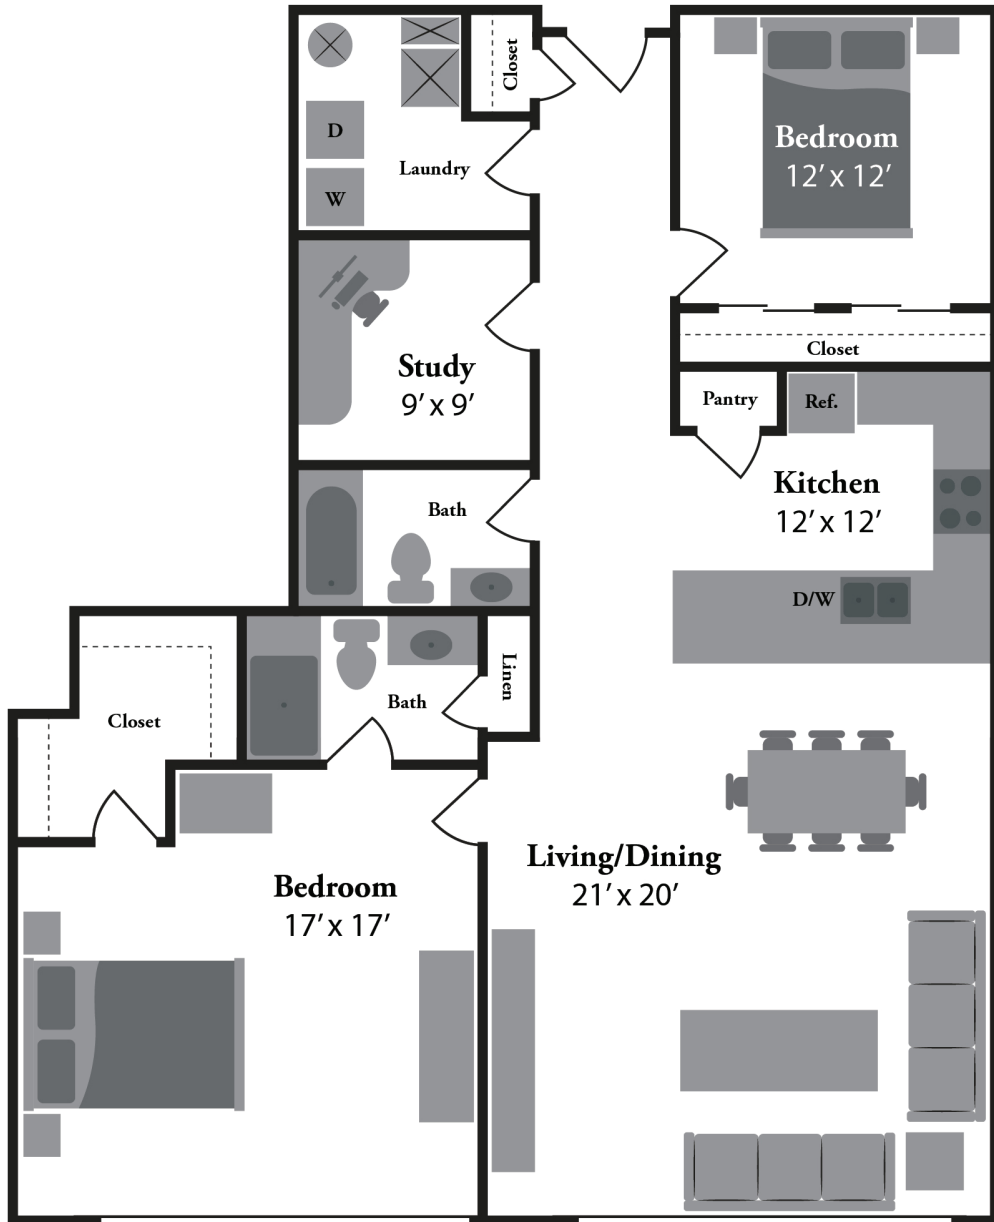 Closet
D
Laundry
W
Bedroom
12’ x 12’
Closet
Study
9’ x 9’
Pantry
Ref.
Kitchen
12’ x 12’
Bath
D/W
Linen
Bath
Closet
Living/Dining
21’ x 20’
Bedroom
17’ x 17’